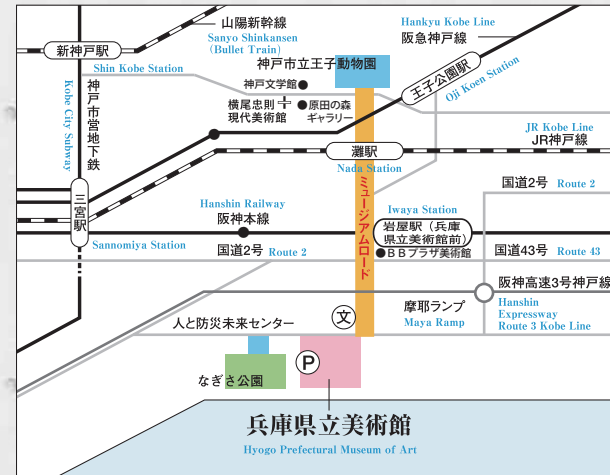 山陽新幹線
Sanyo Shinkansen
(Bullet Train)
新神戸駅
Shin Kobe Station
Hankyu Kobe Line
阪急神戸線
神戸市立王子動物園
王子公園駅
Oji Koen Station
神戸文学館
横尾忠則
現代美術館
原田の森
ギャラリー
Kobe City Subway
神戸市営地下鉄
JR Kobe Line
JR神戸線
灘駅
Nada Station
ミュージアムロード
国道2号 Route 2
三宮駅
Sannomiya Station
Hanshin Railway
阪神本線
Iwaya Station
岩屋駅（兵庫
県立美術館前）
BBプラザ美術館
国道2号 Route 2
国道43号 Route 43
阪神高速3号神戸線
Hanshin
Expressway
Route 3 Kobe Line
摩耶ランプ
Maya Ramp
文
人と防災未来センター
P
なぎさ公園
兵庫県立美術館
Hyogo Prefectural Museum of Art